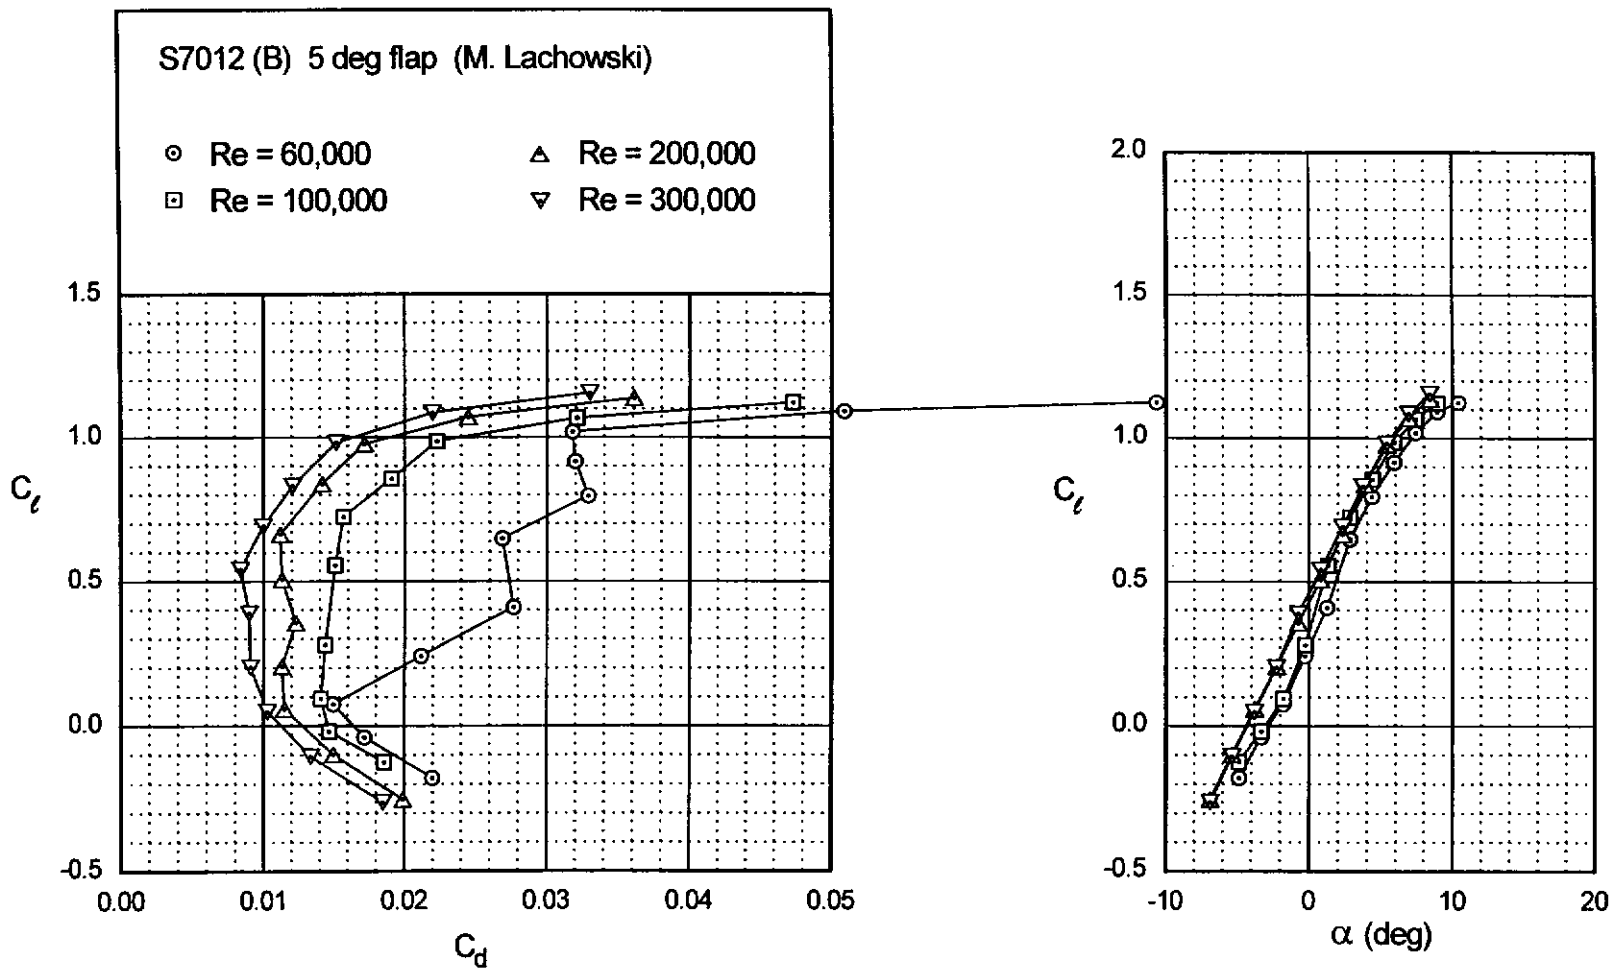 S7012 (B) 5 deg flap (M. Lachowski)
Re = 60,000
Re = 200,000
Re = 100,000
Re = 300,000
1.5
1.0
0.5
0.0
-0.5
Cℓ
0.00 0.01 0.02 0.03 0.04 0.05
Cd
2.0
1.5
1.0
0.5
0.0
-0.5
Cℓ
-10 0 10 20
α (deg)